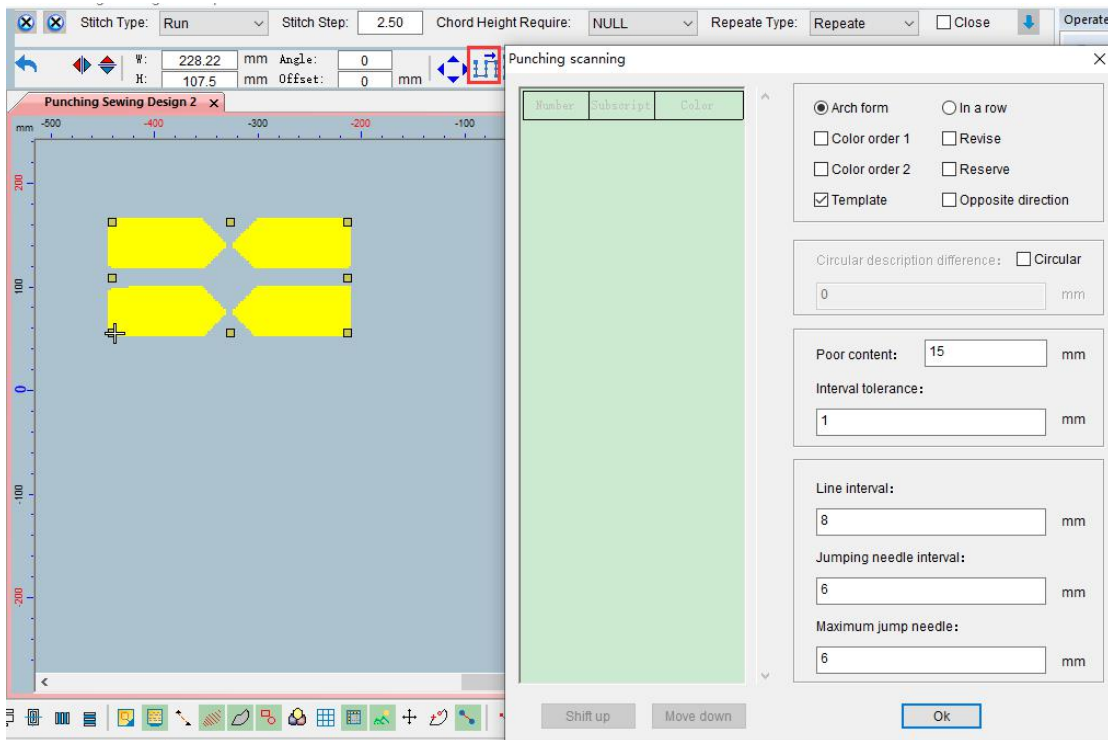 Stitch Type: Run Stitch Step: 2.50 Chord Height Require: NULL Repeate Type: Repeate Close Operate
W: 228.22 mm Angle: 0
H: 107.5 mm Offset: 0 mm
Punching scanning
Punching Sewing Design 2 x
mm -500 -400 -300 -200 -100
200
100
0
-100
-200
Number Subscript Color
Arch form In a row
Color order 1 Revise
Color order 2 Reserve
Template Opposite direction
Circular description difference: Circular
0 mm
Poor content: 15 mm
Interval tolerance:
1 mm
Line interval:
8 mm
Jumping needle interval:
6 mm
Maximum jump needle:
6 mm
Shift up Move down Ok